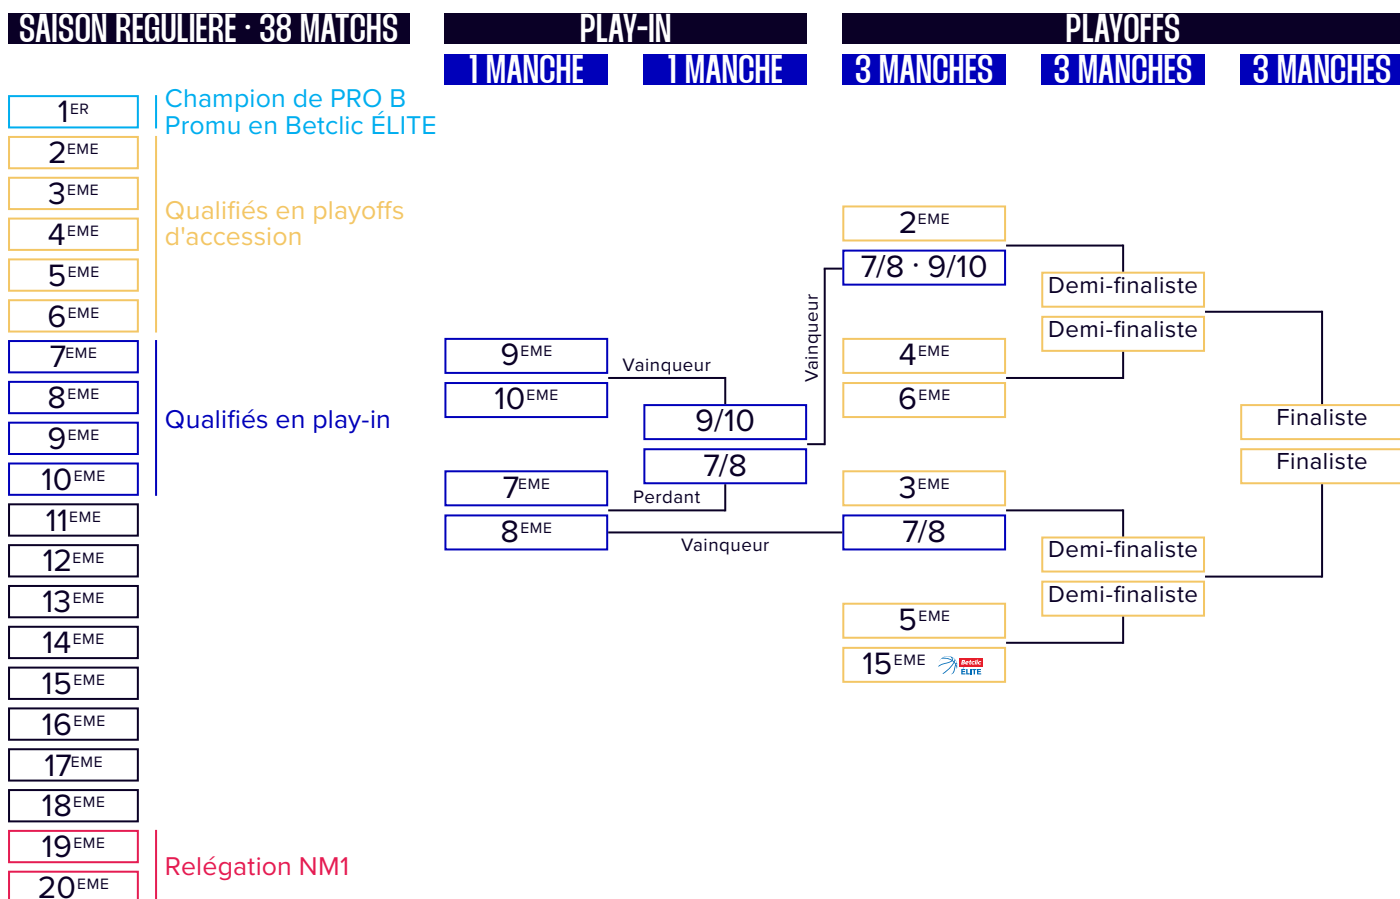 SAISON REGULIERE · 38 MATCHS
1ER
Champion de PRO B
Promu en Betclic ÉLITE
2EME
3EME
4EME
5EME
6EME
Qualifiés en playoffs
d'accession
7EME
8EME
9EME
10EME
Qualifiés en play-in
11EME
12EME
13EME
14EME
15EME
16EME
17EME
18EME
19EME
20EME
Relégation NM1
PLAY-IN
1 MANCHE
1 MANCHE
9EME
10EME
Vainqueur
7EME
8EME
Perdant
Vainqueur
9/10
7/8
Vainqueur
PLAYOFFS
3 MANCHES
3 MANCHES
3 MANCHES
2EME
7/8 · 9/10
4EME
6EME
3EME
7/8
5EME
15EME Betclic
ÉLITE
Demi-finaliste
Demi-finaliste
Demi-finaliste
Demi-finaliste
Finaliste
Finaliste